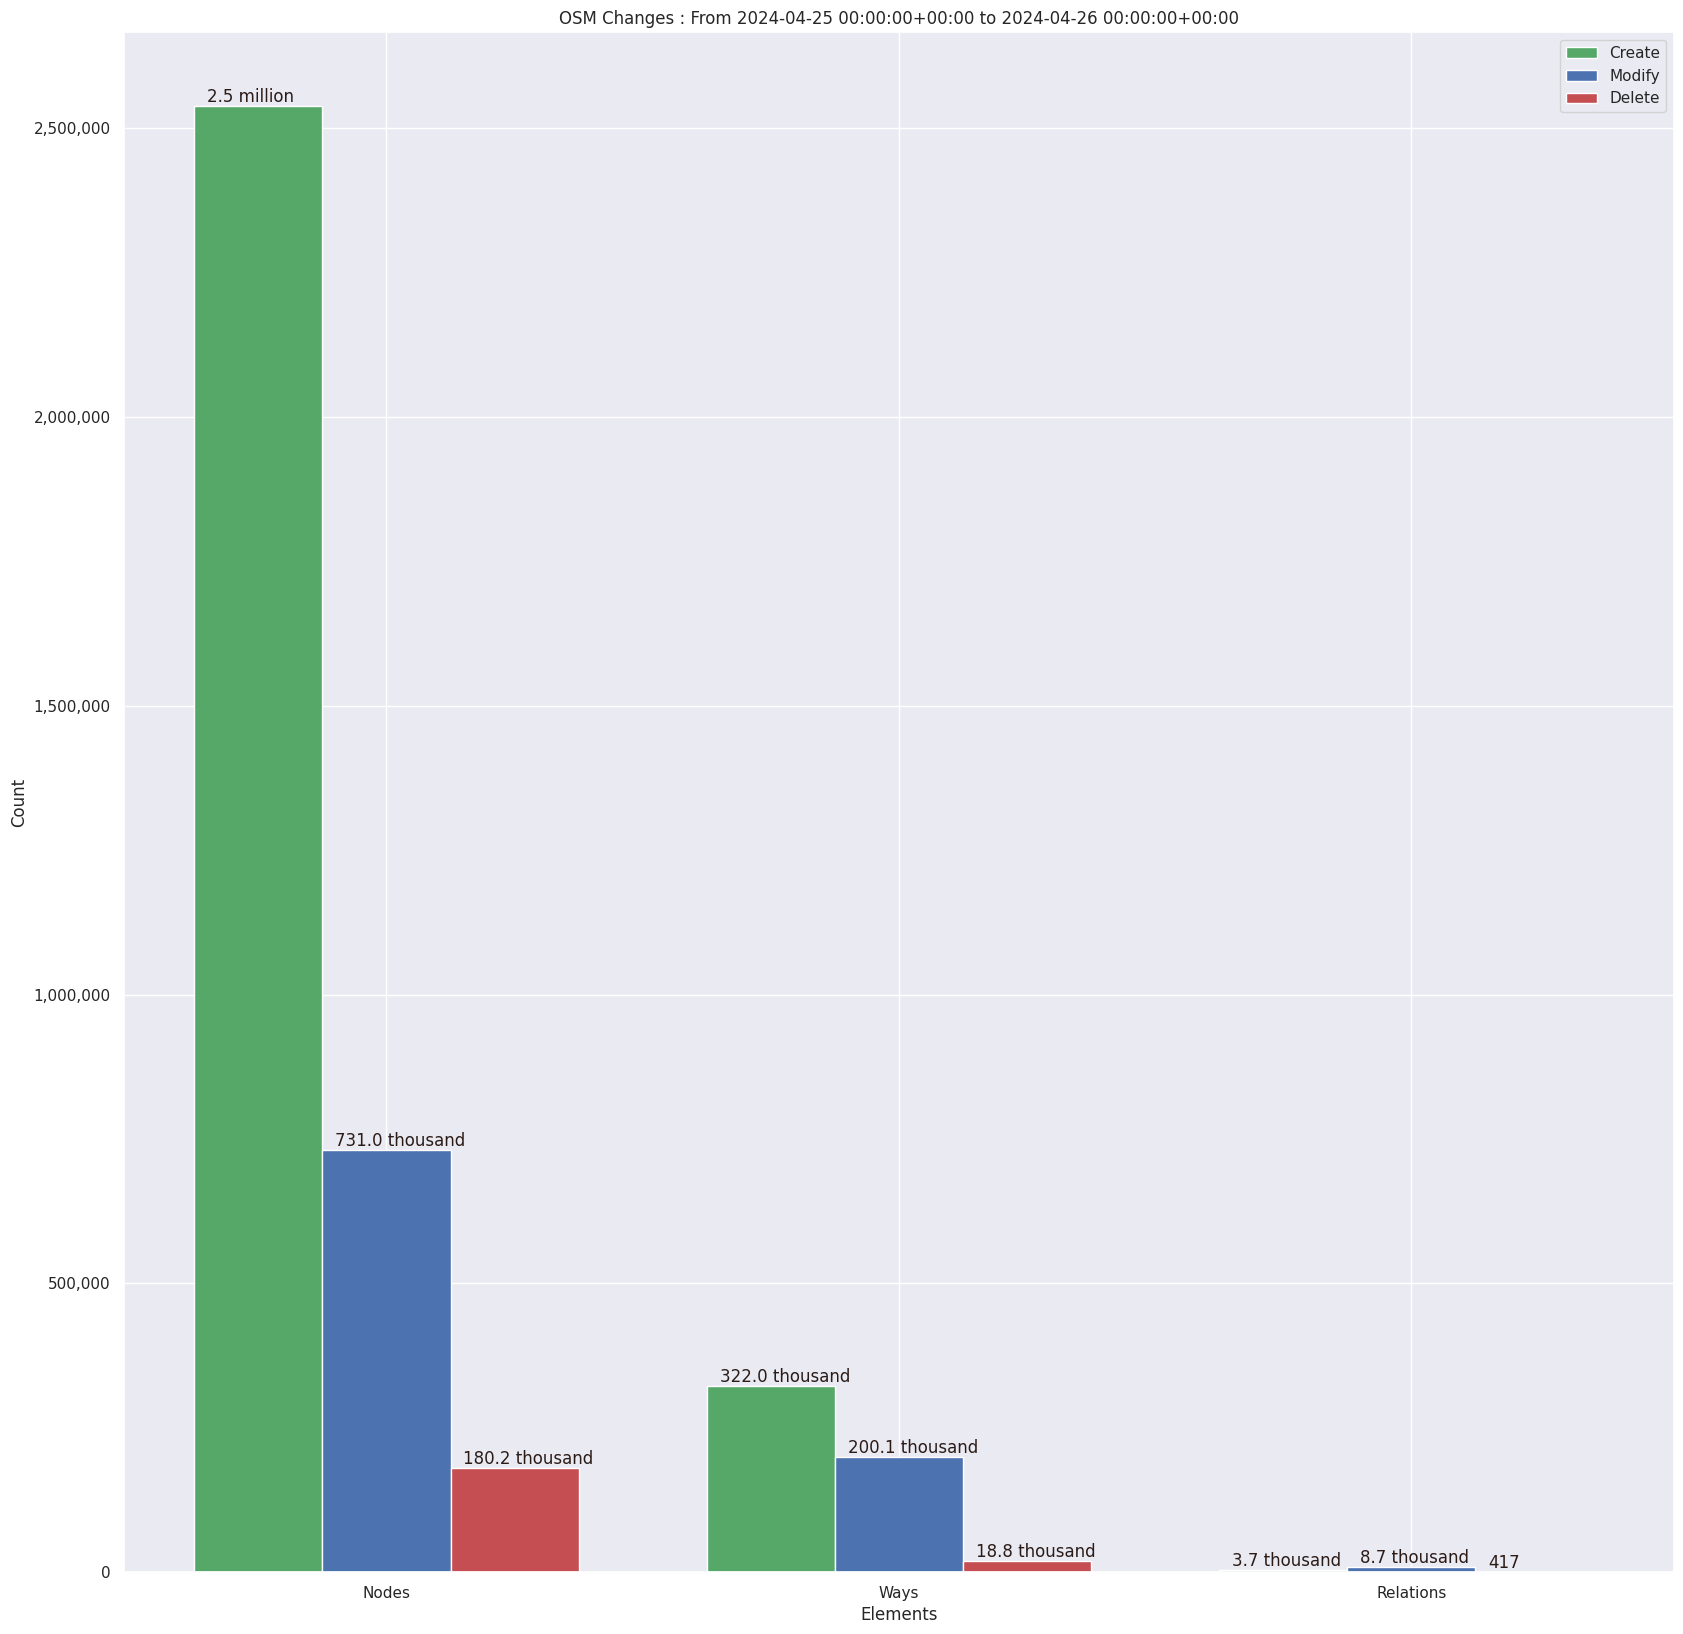 OSM Changes : From 2024-04-25 00:00:00+00:00 to 2024-04-26 00:00:00+00:00
Create
Modify
Delete
2.5 million
2,500,000
2,000,000
1,500,000
1,000,000
500,000
0
Count
731.0 thousand
180.2 thousand
322.0 thousand
200.1 thousand
18.8 thousand
3.7 thousand
8.7 thousand
417
Nodes
Ways
Relations
Elements